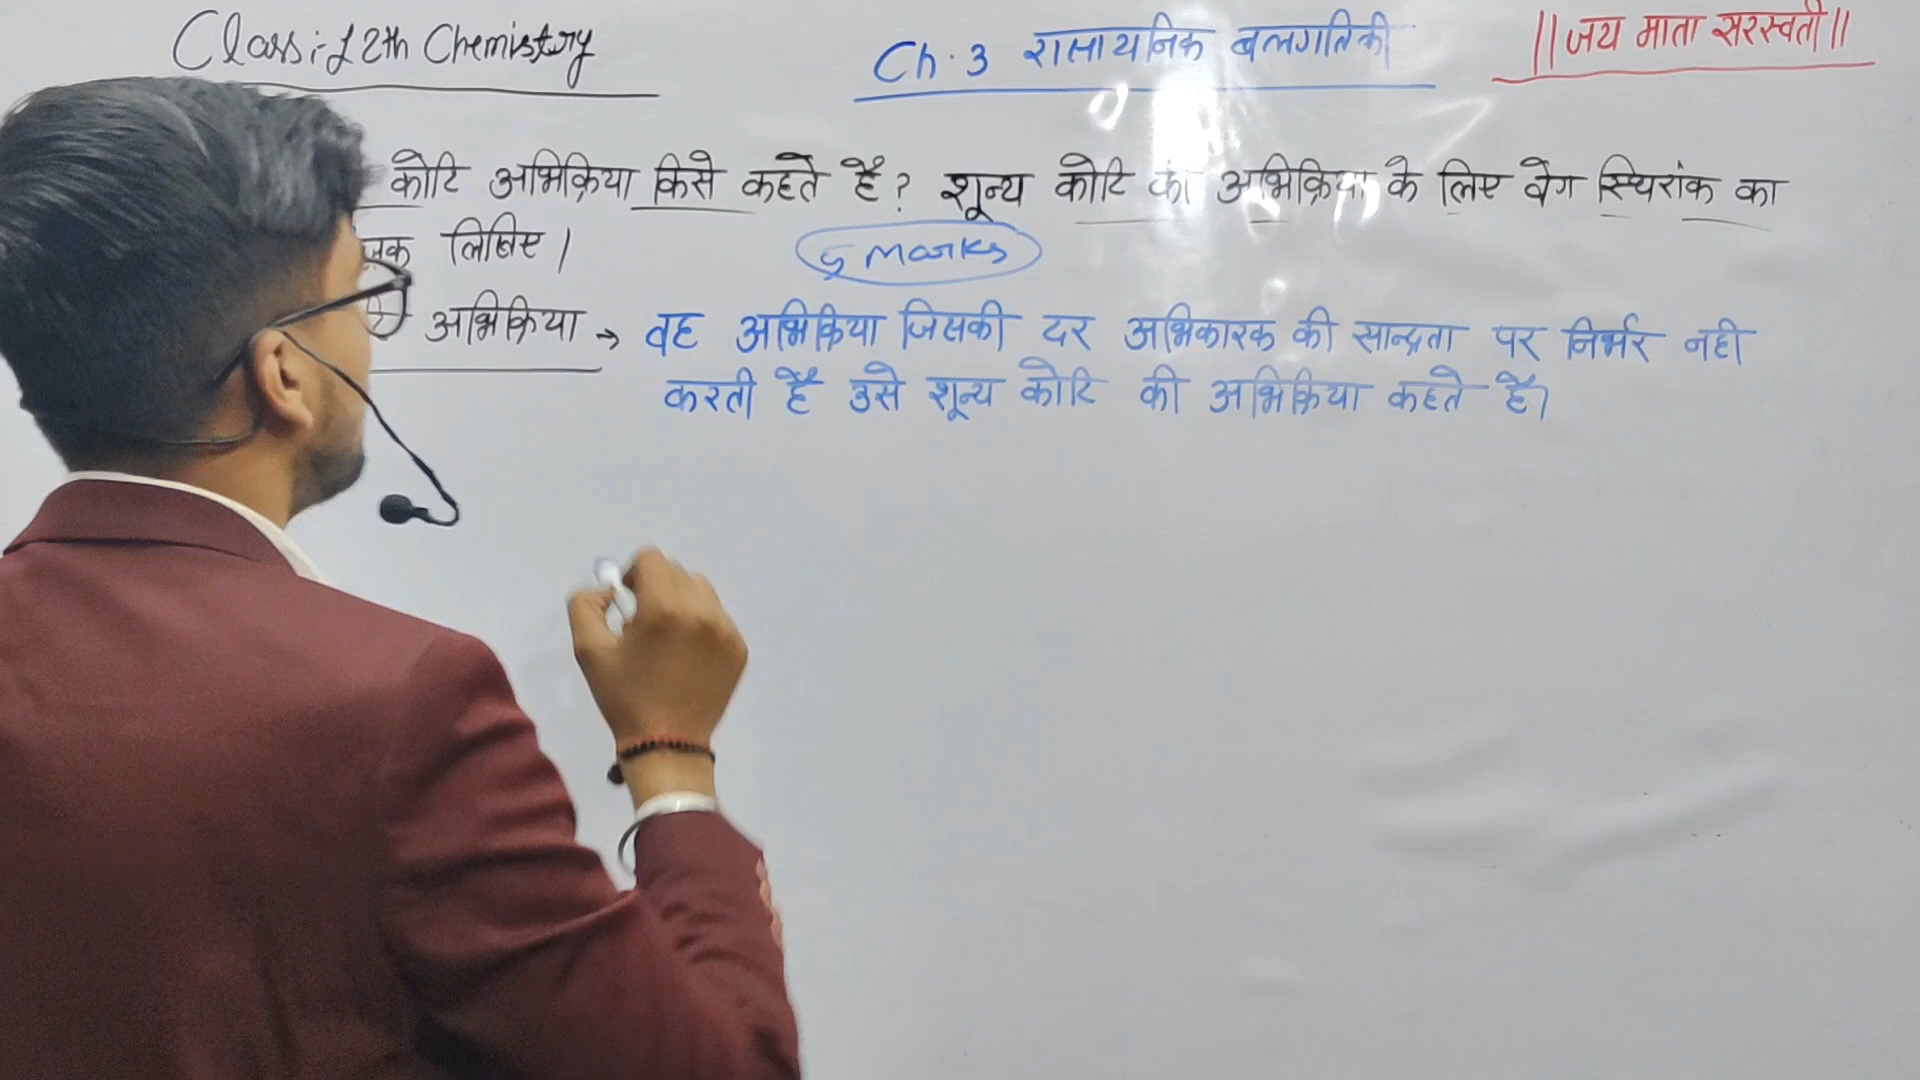 Class:- 12th Chemistry
Ch. 3 रासायनिक बलगतिकी
||जय माता सरस्वती||
कोटि अभिक्रिया किसे कहते हैं? शून्य कोटि की अभिक्रिया के लिए वेग स्थिरांक का
लिखिए।
5 Marks
अभिक्रिया → वह अभिक्रिया जिसकी दर अभिकारक की सान्द्रता पर निर्भर नही
करती हैं उसे शून्य कोटि की अभिक्रिया कहते हैं।